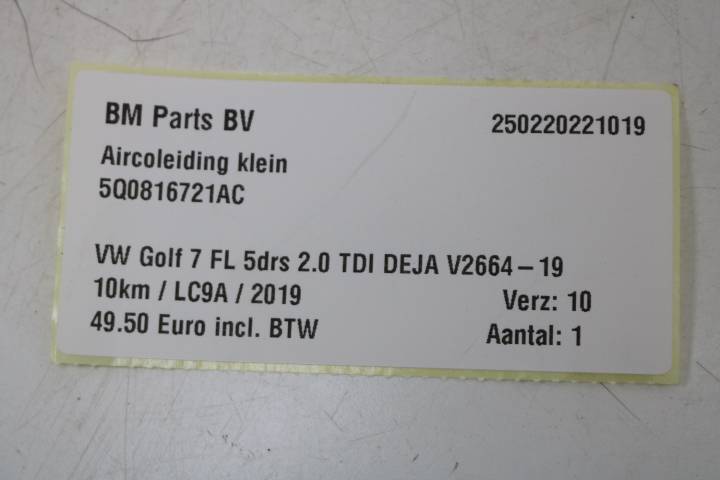 BM Parts BV 250220221019
Aircoleiding klein
5Q0816721AC
VW Golf 7 FL 5drs 2.0 TDI DEJA V2664-19
10km / LC9A / 2019 Verz: 10
49.50 Euro incl. BTW Aantal: 1